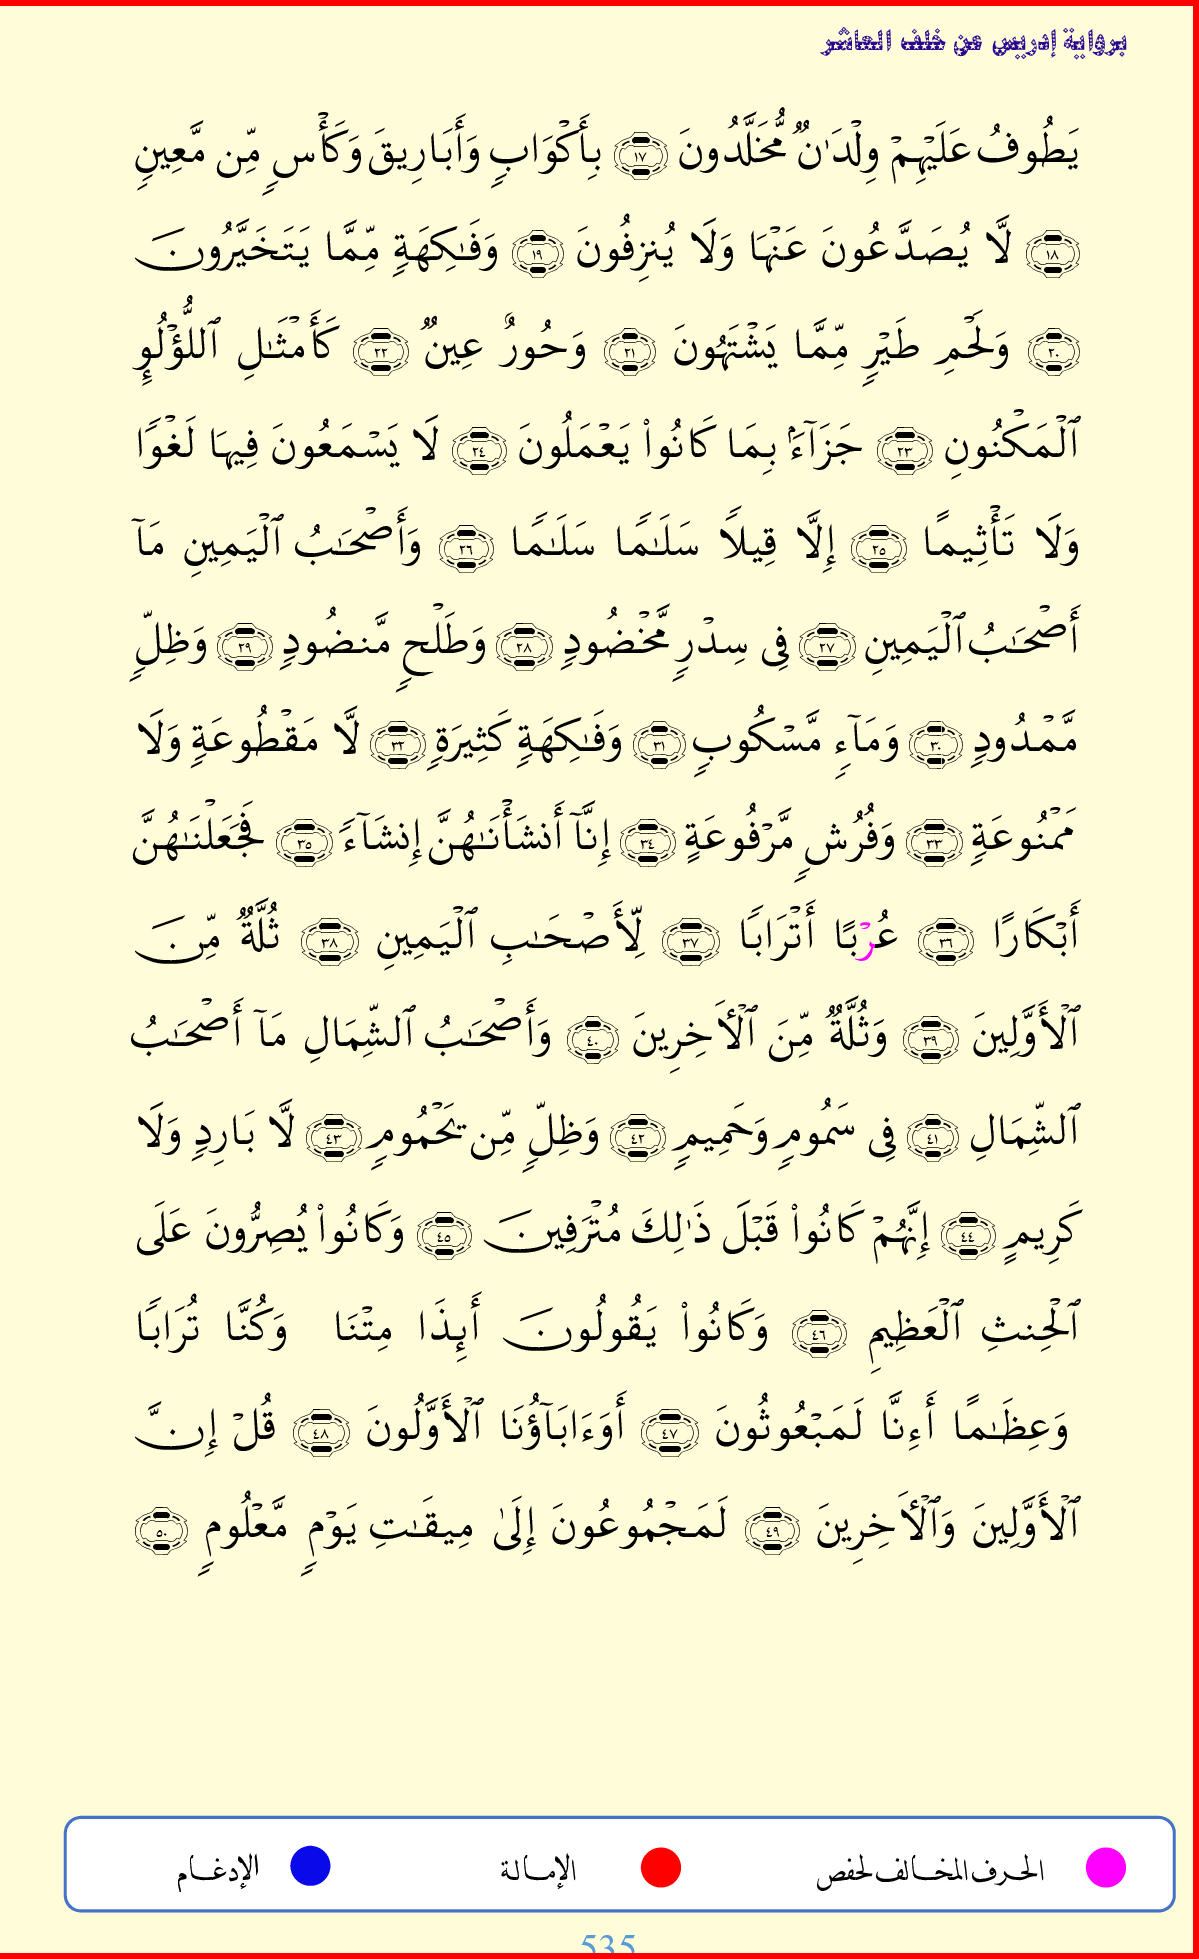 برواية إدريس عن خلف العاشر
يَطُوفُ عَلَيْهِمْ وِلْدَٰنٌ مُّخَلَّدُونَ ١٧ بِأَكْوَابٍ وَأَبَارِيقَ وَكَأْسٍ مِّن مَّعِينٍ
١٨ لَّا يُصَدَّعُونَ عَنْهَا وَلَا يُنزِفُونَ ١٩ وَفَٰكِهَةٍ مِّمَّا يَتَخَيَّرُونَ
٢٠ وَلَحْمِ طَيْرٍ مِّمَّا يَشْتَهُونَ ٢١ وَحُورٌ عِينٌ ٢٢ كَأَمْثَٰلِ ٱللُّؤْلُوِٕ
ٱلْمَكْنُونِ ٢٣ جَزَآءًۢ بِمَا كَانُوا۟ يَعْمَلُونَ ٢٤ لَا يَسْمَعُونَ فِيهَا لَغْوًا
وَلَا تَأْثِيمًا ٢٥ إِلَّا قِيلًا سَلَٰمًا سَلَٰمًا ٢٦ وَأَصْحَٰبُ ٱلْيَمِينِ مَآ
أَصْحَٰبُ ٱلْيَمِينِ ٢٧ فِى سِدْرٍ مَّخْضُودٍ ٢٨ وَطَلْحٍ مَّنضُودٍ ٢٩ وَظِلٍّ
مَّمْدُودٍ ٣٠ وَمَآءٍ مَّسْكُوبٍ ٣١ وَفَٰكِهَةٍ كَثِيرَةٍ ٣٢ لَّا مَقْطُوعَةٍ وَلَا
مَمْنُوعَةٍ ٣٣ وَفُرُشٍ مَّرْفُوعَةٍ ٣٤ إِنَّآ أَنشَأْنَٰهُنَّ إِنشَآءً ٣٥ فَجَعَلْنَٰهُنَّ
أَبْكَارًا ٣٦ عُرْبًا أَتْرَابًا ٣٧ لِّأَصْحَٰبِ ٱلْيَمِينِ ٣٨ ثُلَّةٌ مِّنَ
ٱلْأَوَّلِينَ ٣٩ وَثُلَّةٌ مِّنَ ٱلْأَخِرِينَ ٤٠ وَأَصْحَٰبُ ٱلشِّمَالِ مَآ أَصْحَٰبُ
ٱلشِّمَالِ ٤١ فِى سَمُومٍ وَحَمِيمٍ ٤٢ وَظِلٍّ مِّن يَحْمُومٍ ٤٣ لَّا بَارِدٍ وَلَا
كَرِيمٍ ٤٤ إِنَّهُمْ كَانُوا۟ قَبْلَ ذَٰلِكَ مُتْرَفِينَ ٤٥ وَكَانُوا۟ يُصِرُّونَ عَلَى
ٱلْحِنثِ ٱلْعَظِيمِ ٤٦ وَكَانُوا۟ يَقُولُونَ أَئِذَا مِتْنَا وَكُنَّا تُرَابًا
وَعِظَٰمًا أَءِنَّا لَمَبْعُوثُونَ ٤٧ أَوَءَابَآؤُنَا ٱلْأَوَّلُونَ ٤٨ قُلْ إِنَّ
ٱلْأَوَّلِينَ وَٱلْأَخِرِينَ ٤٩ لَمَجْمُوعُونَ إِلَىٰ مِيقَٰتِ يَوْمٍ مَّعْلُومٍ ٥٠
الحرف المخالف لحفص
الإمالة
الإدغام
535